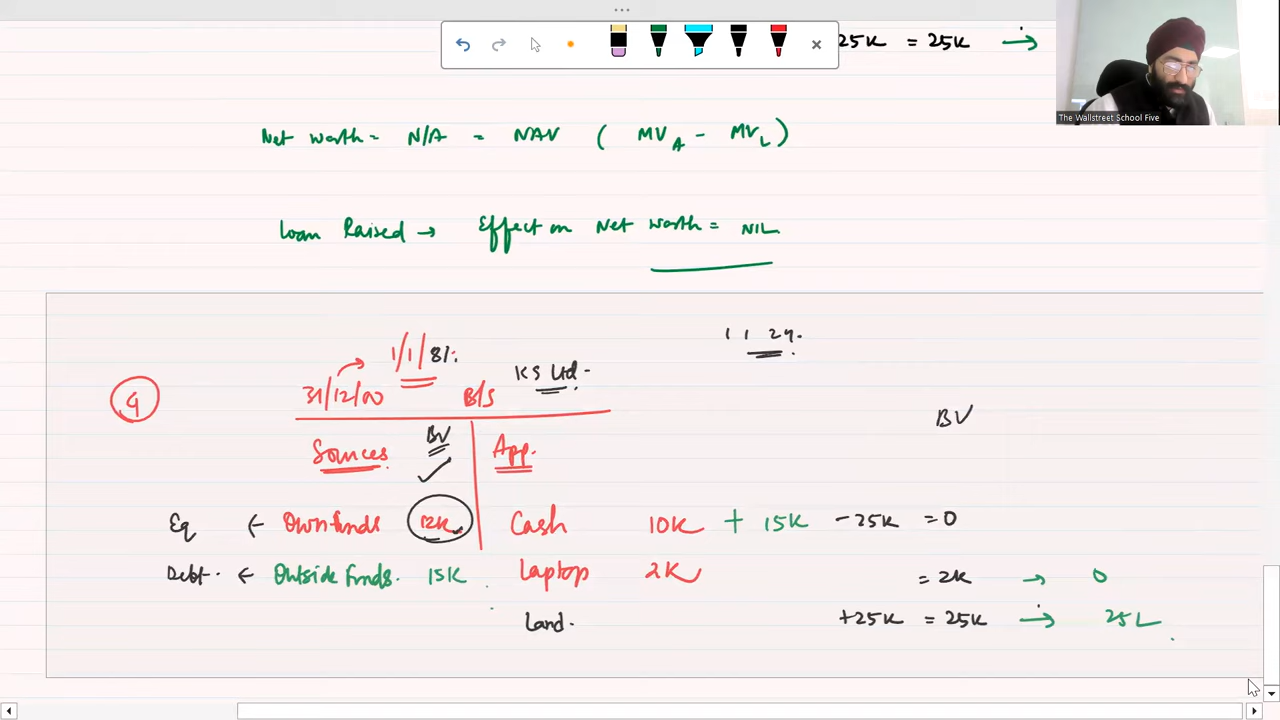 25K = 25K →
The Wallstreet School Five
Net worth = N/A = NAV ( MVA - MVL )
Loan Raised → Effect on Net worth = NIL
1 1 24.
1/1/81.
KS Ltd.
4
31/12/00 B/S
BV
Sources BV App.
Eq ← Own funds 12K Cash 10K + 15K - 25K = 0
Debt. ← Outside funds. 15K Laptop 2K = 2K → 0
Land. +25K = 25K → 25L